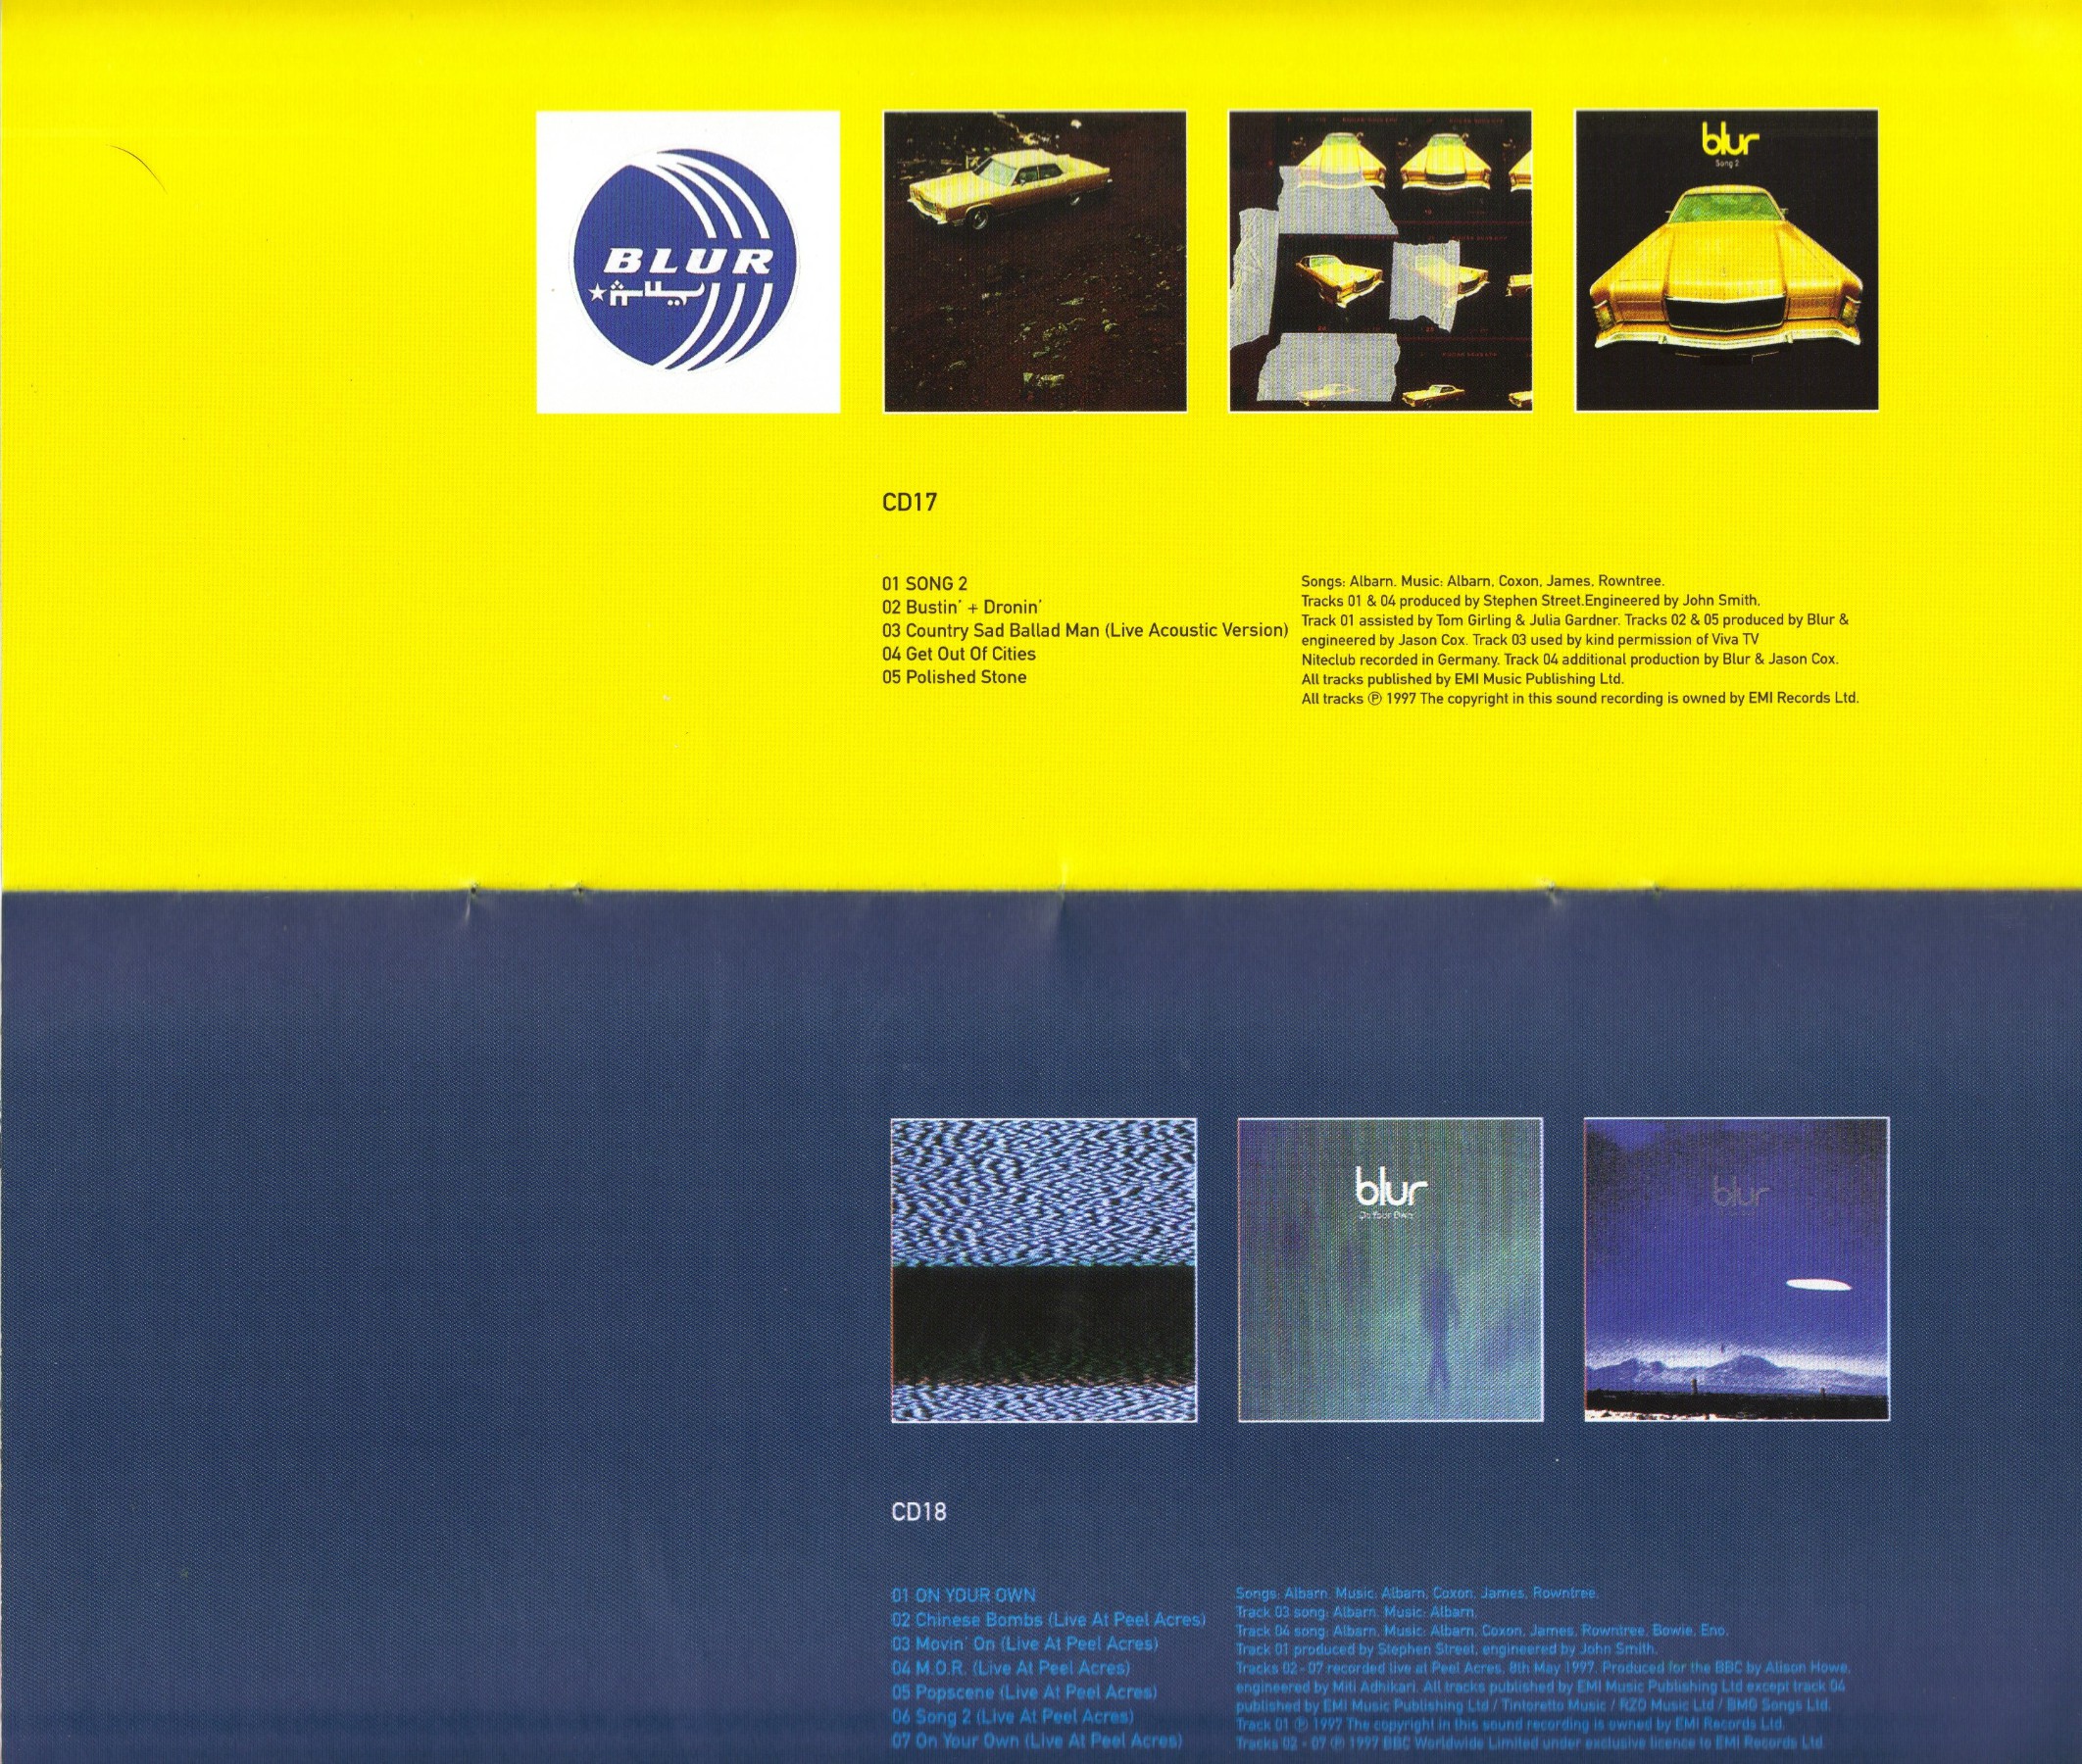 BLUR
blur
Song 2
CD17
01 SONG 2
02 Bustin' + Dronin'
03 Country Sad Ballad Man (Live Acoustic Version)
04 Get Out Of Cities
05 Polished Stone
Songs: Albarn. Music: Albarn, Coxon, James, Rowntree.
Tracks 01 & 04 produced by Stephen Street.Engineered by John Smith.
Track 01 assisted by Tom Girling & Julia Gardner. Tracks 02 & 05 produced by Blur &
engineered by Jason Cox. Track 03 used by kind permission of Viva TV
Niteclub recorded in Germany. Track 04 additional production by Blur & Jason Cox.
All tracks published by EMI Music Publishing Ltd.
All tracks ℗ 1997 The copyright in this sound recording is owned by EMI Records Ltd.
blur
On Your Own
blur
CD18
01 ON YOUR OWN
02 Chinese Bombs (Live At Peel Acres)
03 Movin' On (Live At Peel Acres)
04 M.O.R. (Live At Peel Acres)
05 Popscene (Live At Peel Acres)
06 Song 2 (Live At Peel Acres)
07 On Your Own (Live At Peel Acres)
Songs: Albarn. Music: Albarn, Coxon, James, Rowntree.
Track 03 song: Albarn. Music: Albarn.
Track 04 song: Albarn. Music: Albarn, Coxon, James, Rowntree, Bowie, Eno.
Track 01 produced by Stephen Street, engineered by John Smith.
Tracks 02 - 07 recorded live at Peel Acres, 8th May 1997. Produced for the BBC by Alison Howe,
engineered by Miti Adhikari. All tracks published by EMI Music Publishing Ltd except track 04
published by EMI Music Publishing Ltd / Tintoretto Music / RZO Music Ltd / BMG Songs Ltd.
Track 01 ℗ 1997 The copyright in this sound recording is owned by EMI Records Ltd.
Tracks 02 - 07 ℗ 1997 BBC Worldwide Limited under exclusive licence to EMI Records Ltd